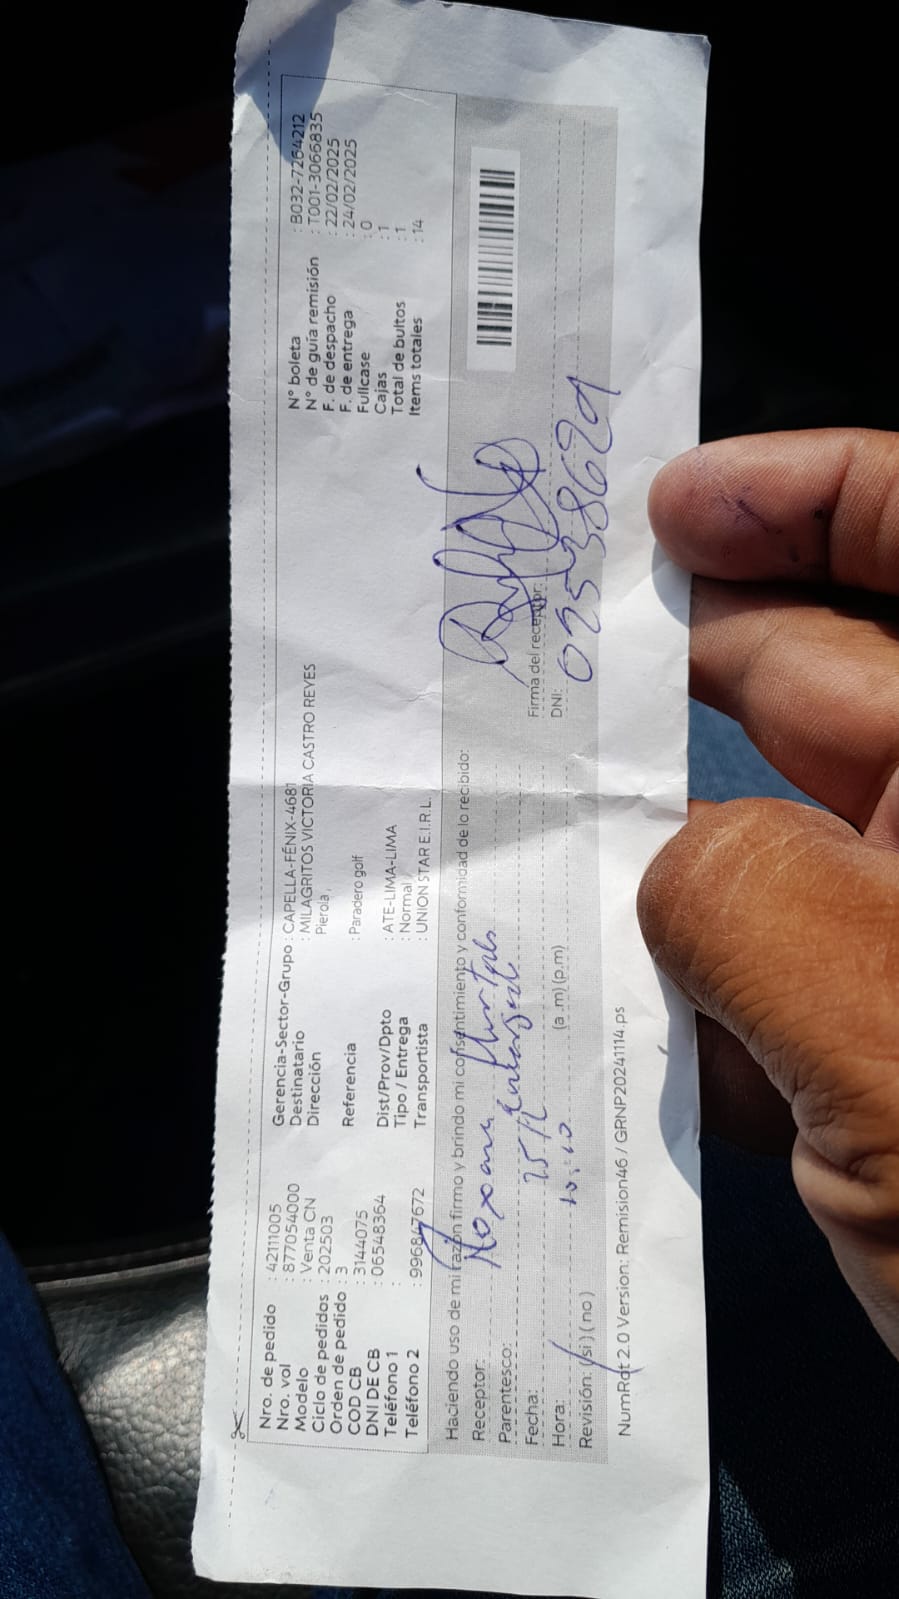 Nro. de pedido : 42111005
Nro. vol : 877054000
Modelo : Venta CN
Ciclo de pedidos : 202503
Orden de pedido : 3
COD CB : 3144075
DNI DE CB : 06548364
Teléfono 1 :
Teléfono 2 : 996847672
Gerencia-Sector-Grupo : CAPELLA-FÉNIX-4681
Destinatario : MILAGRITOS VICTORIA CASTRO REYES
Dirección Pierola ,
Referencia : Paradero golf
Dist/Prov/Dpto : ATE-LIMA-LIMA
Tipo / Entrega : Normal
Transportista : UNION STAR E.I.R.L.
N° boleta : B032-7264212
N° de guía remisión : T001-3066835
F. de despacho : 22/02/2025
F. de entrega : 24/02/2025
Fullcase : 0
Cajas : 1
Total de bultos : 1
Items totales : 14
Haciendo uso de mi razón firmo y brindo mi consentimiento y conformidad de lo recibido:
Receptor:
Parentesco:
Fecha:
Hora: (a .m) (p.m)
Revisión: ( si ) ( no )
Firma del receptor:
DNI:
NumRqt 2.0 Version: Remision46 / GRNP20241114.ps